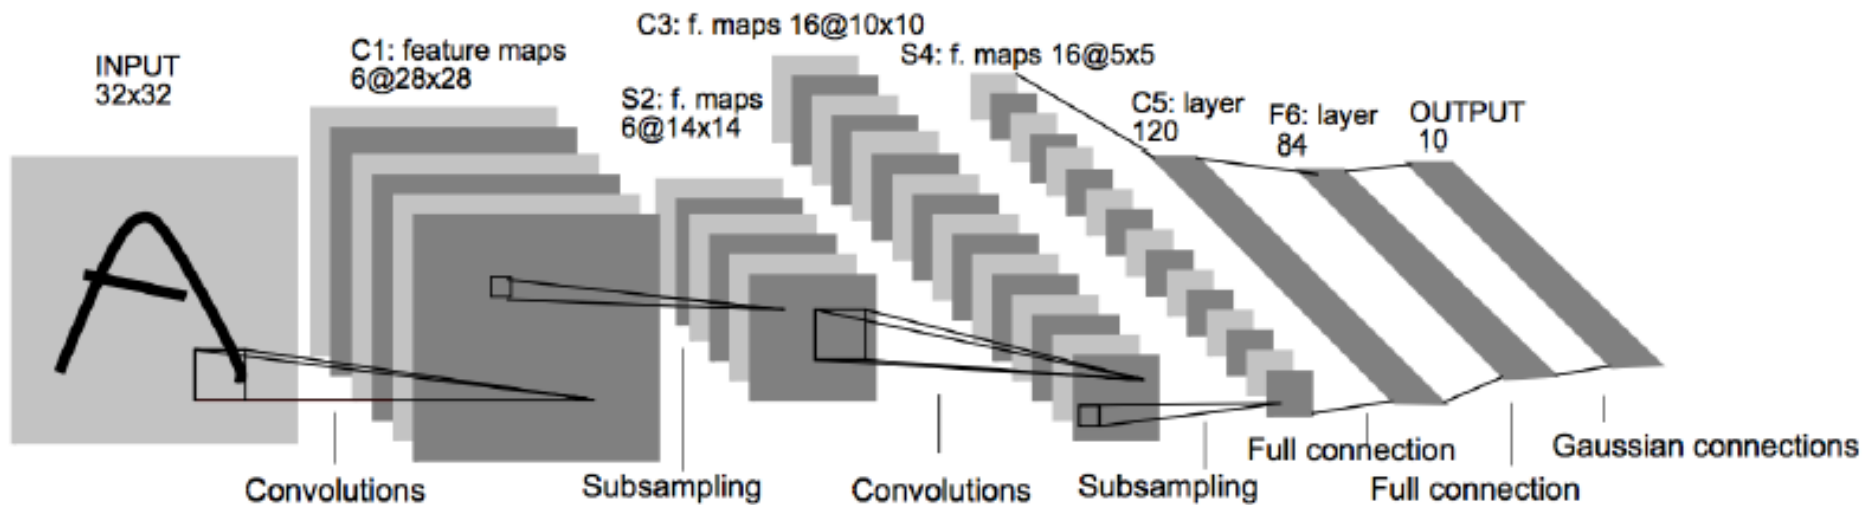 INPUT
32x32
C1: feature maps
6@28x28
S2: f. maps
6@14x14
C3: f. maps 16@10x10
S4: f. maps 16@5x5
C5: layer
120
F6: layer
84
OUTPUT
10
Convolutions
Subsampling
Convolutions
Subsampling
Full connection
Full connection
Gaussian connections
A